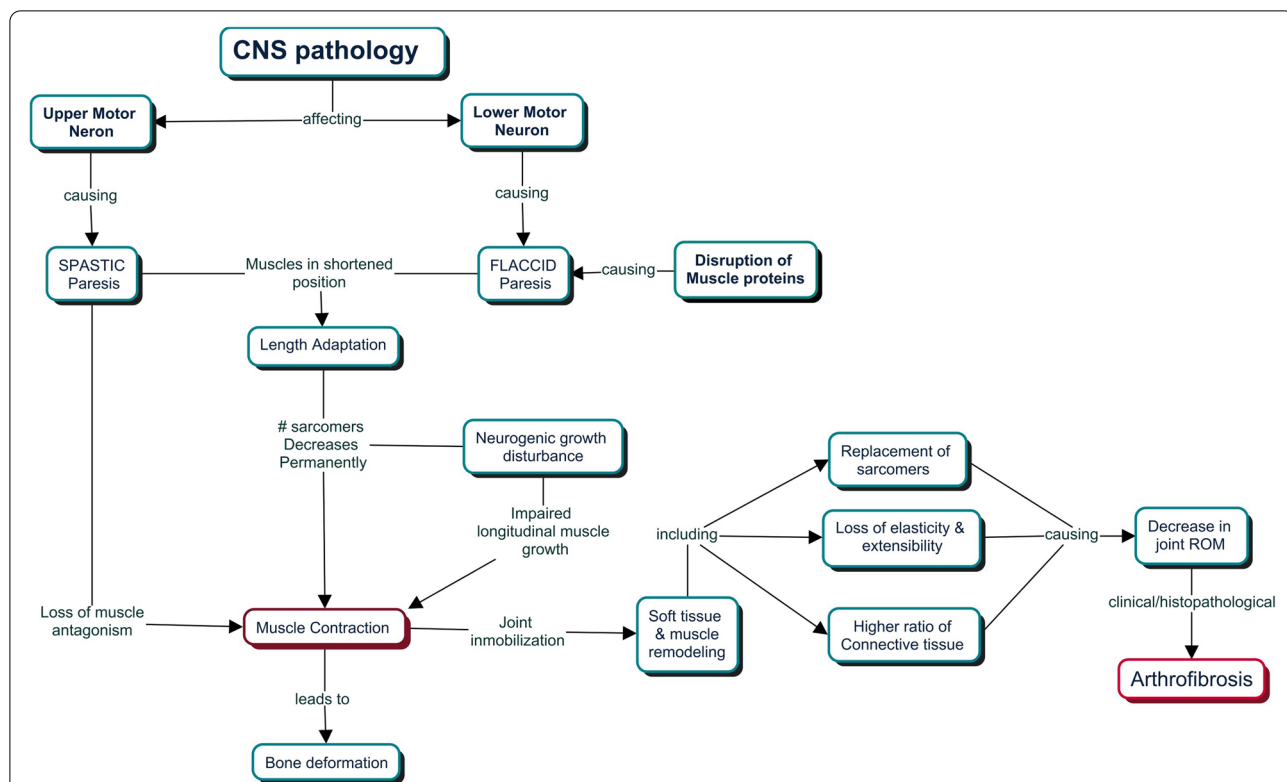 CNS pathology
Upper Motor
Neron
affecting
Lower Motor
Neuron
causing
causing
SPASTIC
Paresis
Muscles in shortened
position
FLACCID
Paresis
causing
Disruption of
Muscle proteins
Length Adaptation
# sarcomers
Decreases
Permanently
Neurogenic growth
disturbance
Impaired
longitudinal muscle
growth
Loss of muscle
antagonism
Muscle Contraction
Joint
inmobilization
Soft tissue
& muscle
remodeling
including
Replacement of
sarcomers
Loss of elasticity &
extensibility
Higher ratio of
Connective tissue
causing
Decrease in
joint ROM
clinical/histopathological
Arthrofibrosis
leads to
Bone deformation